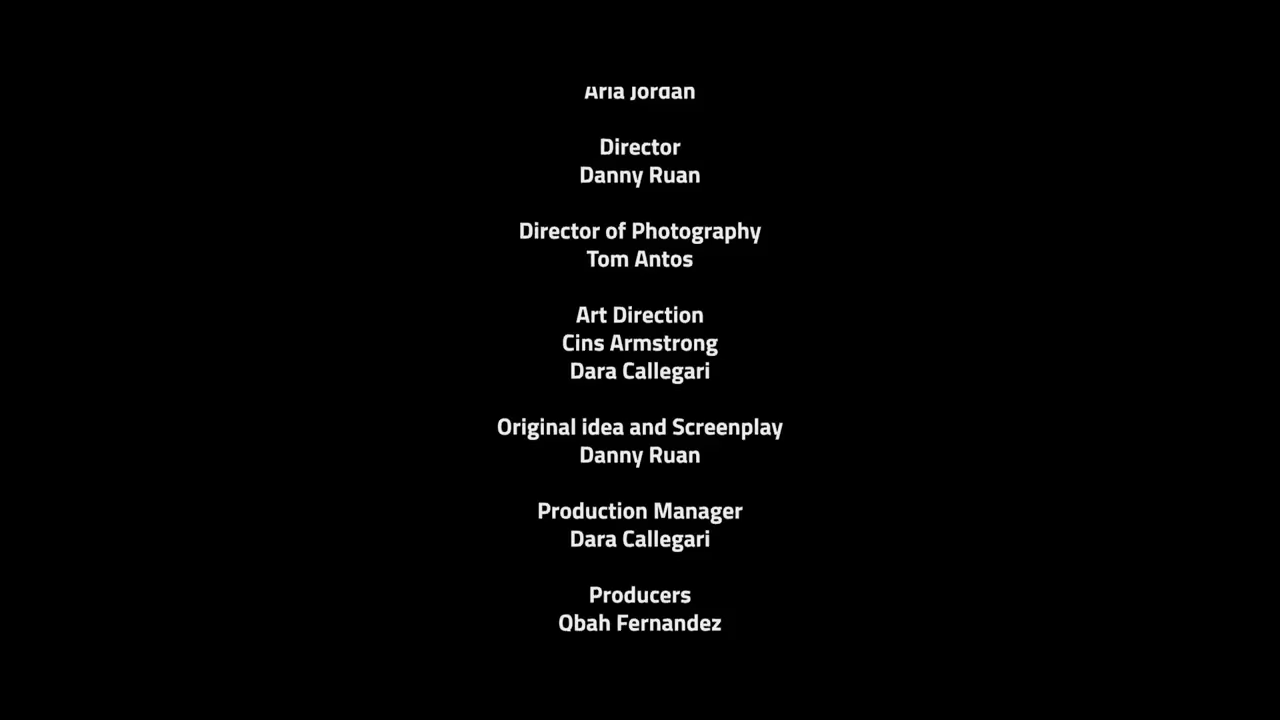 Aria Jordan
Director
Danny Ruan
Director of Photography
Tom Antos
Art Direction
Cins Armstrong
Dara Callegari
Original idea and Screenplay
Danny Ruan
Production Manager
Dara Callegari
Producers
Qbah Fernandez